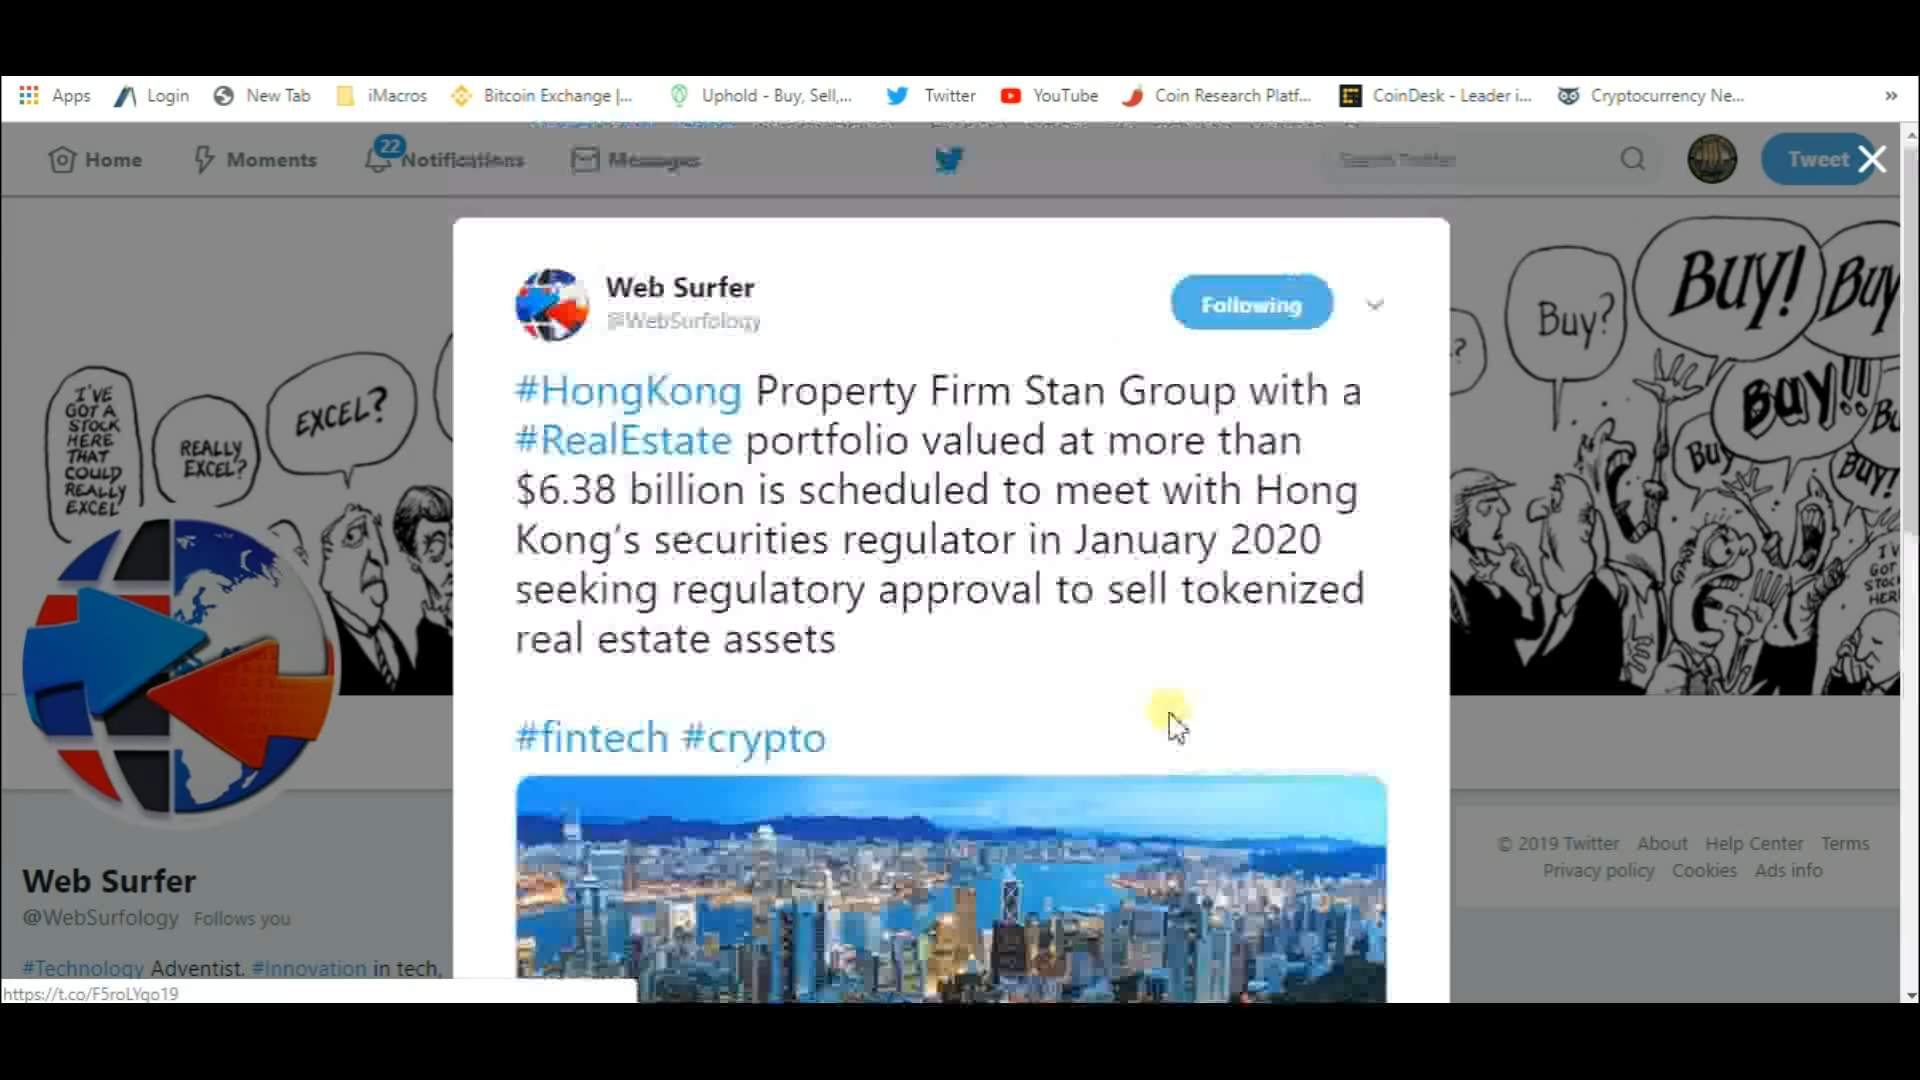 Apps Login New Tab iMacros Bitcoin Exchange |... Uphold - Buy, Sell,... Twitter YouTube Coin Research Platf... CoinDesk - Leader i... Cryptocurrency Ne... »
Home Moments 22 Notifications Messages Search Twitter Tweet
Web Surfer
@WebSurfology
Following
#HongKong Property Firm Stan Group with a
#RealEstate portfolio valued at more than
$6.38 billion is scheduled to meet with Hong
Kong's securities regulator in January 2020
seeking regulatory approval to sell tokenized
real estate assets
#fintech #crypto
I'VE
GOT A
STOCK
HERE
THAT
COULD
REALLY
EXCEL
REALLY
EXCEL?
EXCEL?
Buy?
BUY!
BUY!!
Buy
BUY!
Web Surfer
@WebSurfology Follows you
#Technology Adventist. #Innovation in tech,
https://t.co/F5roLYqo19
© 2019 Twitter About Help Center Terms
Privacy policy Cookies Ads info